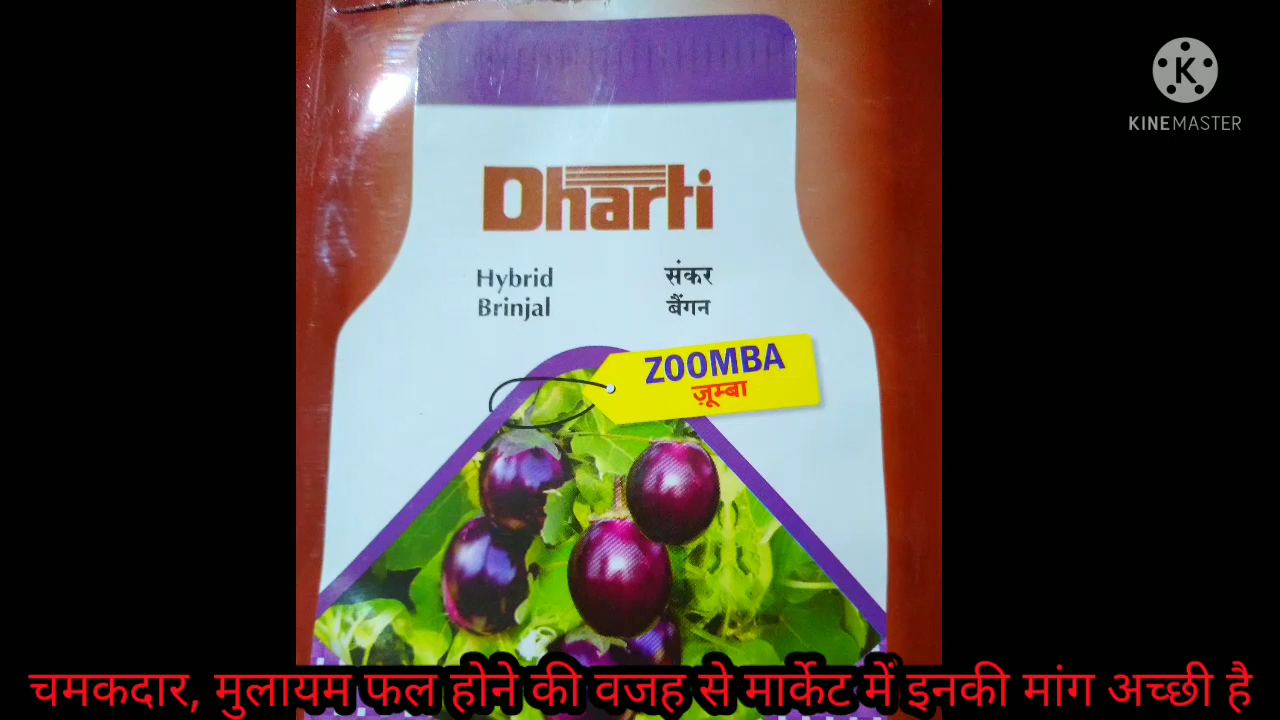 K
KINEMASTER
Dharti
Hybrid संकर
Brinjal बैंगन
ZOOMBA
ज़ूम्बा
चमकदार, मुलायम फल होने की वजह से मार्केट में इनकी मांग अच्छी है